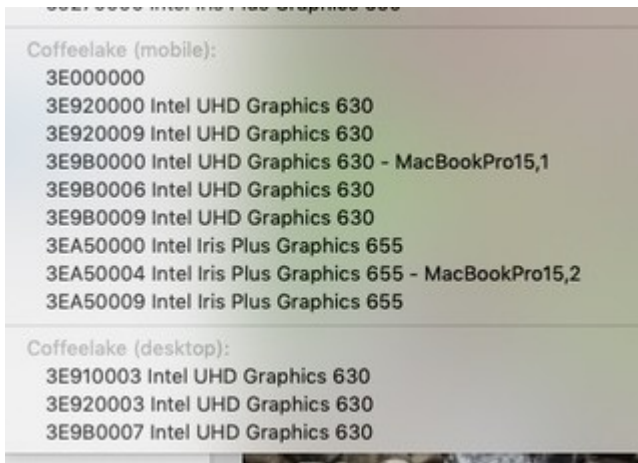 Coffeelake (mobile):
3E000000
3E920000 Intel UHD Graphics 630
3E920009 Intel UHD Graphics 630
3E9B0000 Intel UHD Graphics 630 - MacBookPro15,1
3E9B0006 Intel UHD Graphics 630
3E9B0009 Intel UHD Graphics 630
3EA50000 Intel Iris Plus Graphics 655
3EA50004 Intel Iris Plus Graphics 655 - MacBookPro15,2
3EA50009 Intel Iris Plus Graphics 655
Coffeelake (desktop):
3E910003 Intel UHD Graphics 630
3E920003 Intel UHD Graphics 630
3E9B0007 Intel UHD Graphics 630